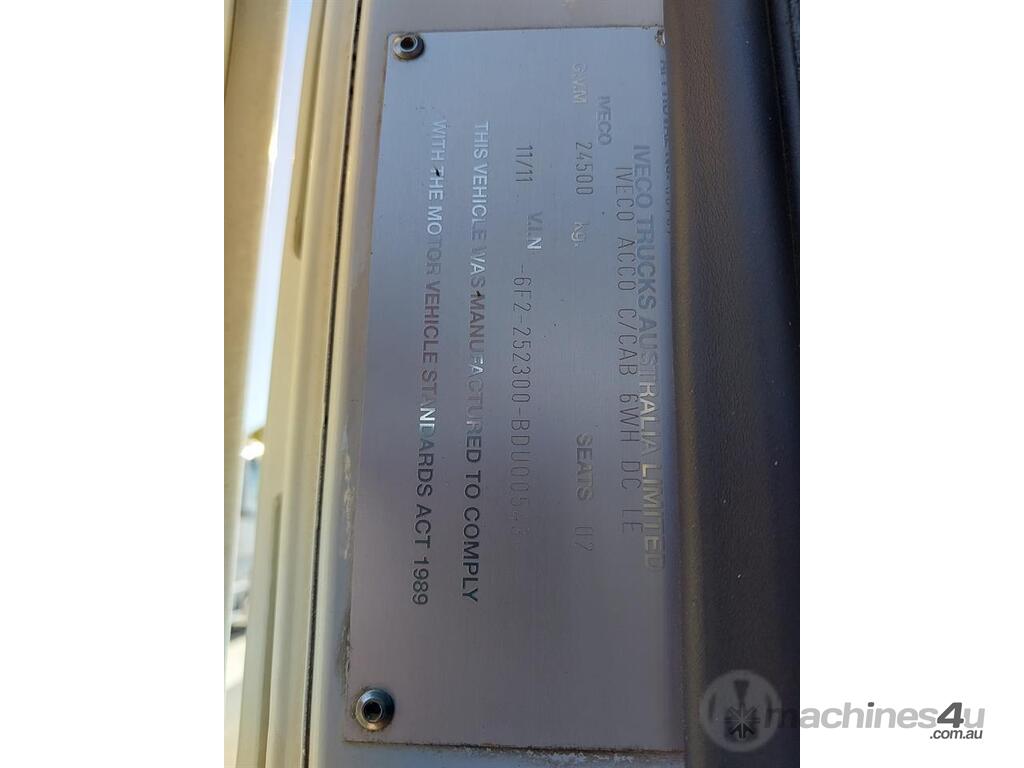 IVECO TRUCKS AUSTRALIA LIMITED
IVECO ACCO C/CAB 6WH DC LE
IVECO
G.V.M 24500 kg. SEATS 02
11/11 V.I.N -6F2-252300-BDU005
THIS VEHICLE WAS MANUFACTURED TO COMPLY
WITH THE MOTOR VEHICLE STANDARDS ACT 1989
machines4u
.com.au